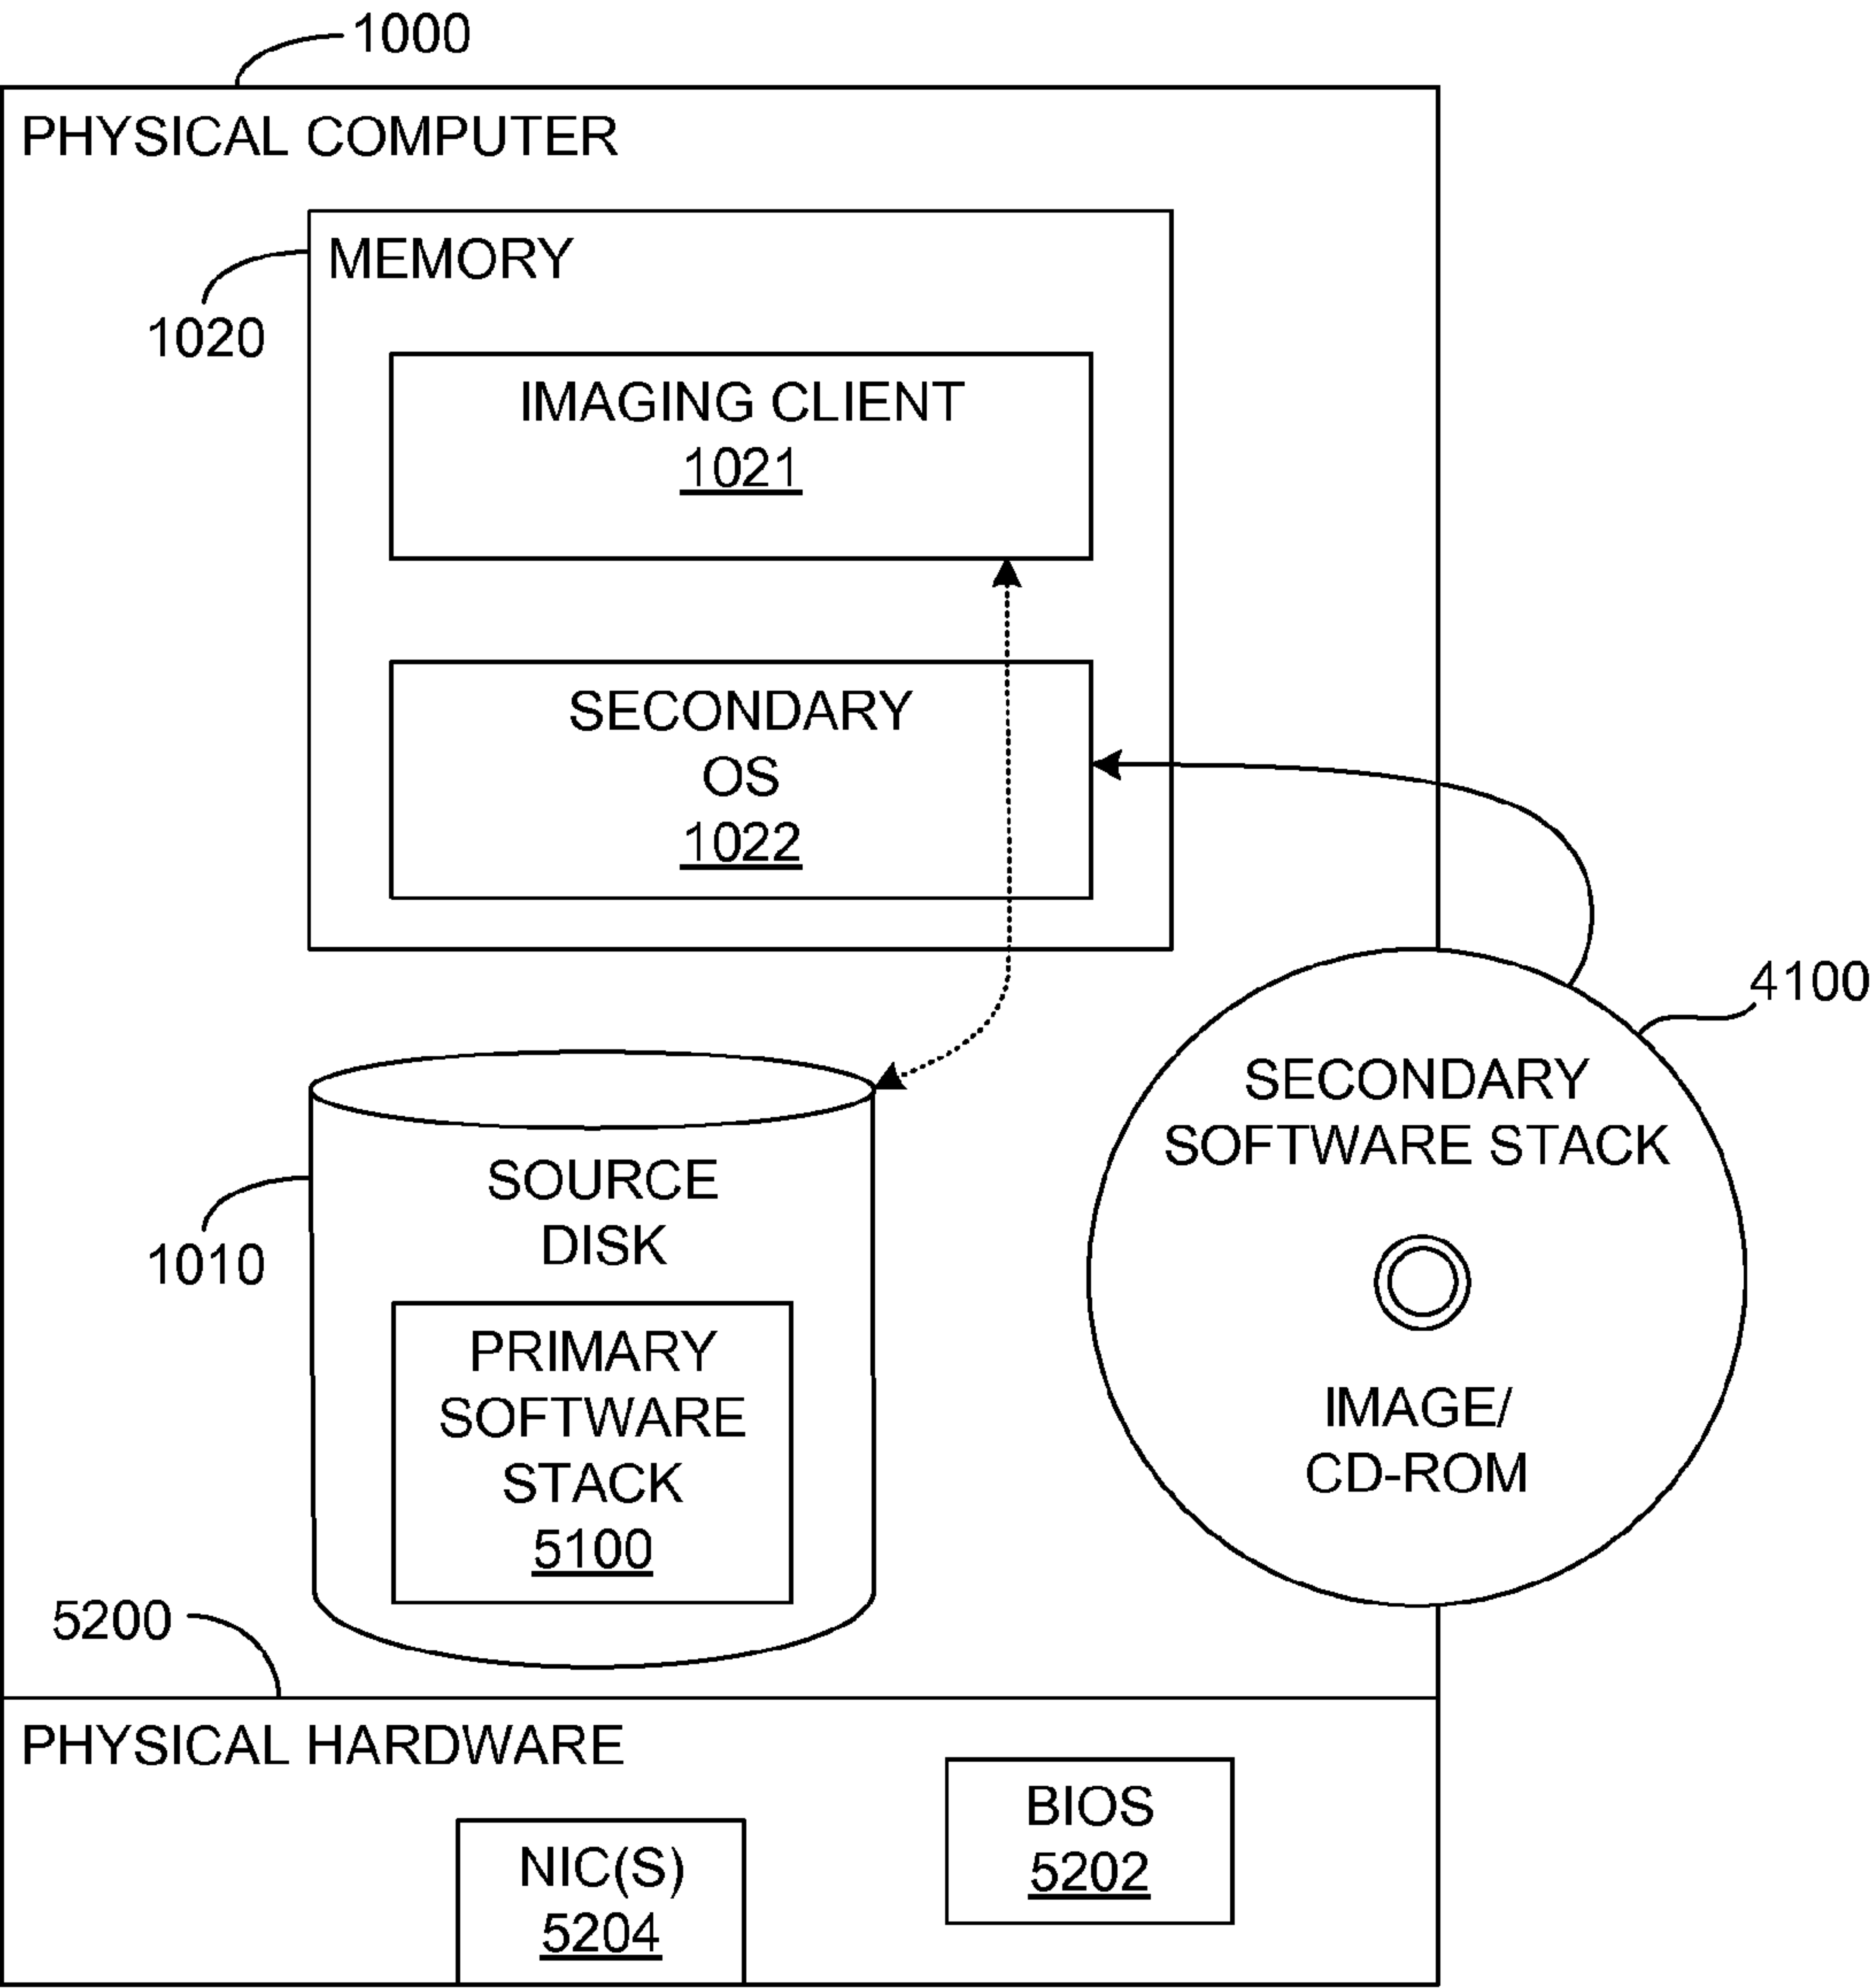 1000
PHYSICAL COMPUTER
MEMORY
1020
IMAGING CLIENT
1021
SECONDARY
OS
1022
4100
SECONDARY
SOFTWARE STACK
IMAGE/
CD-ROM
SOURCE
DISK
1010
PRIMARY
SOFTWARE
STACK
5100
5200
PHYSICAL HARDWARE
BIOS
5202
NIC(S)
5204